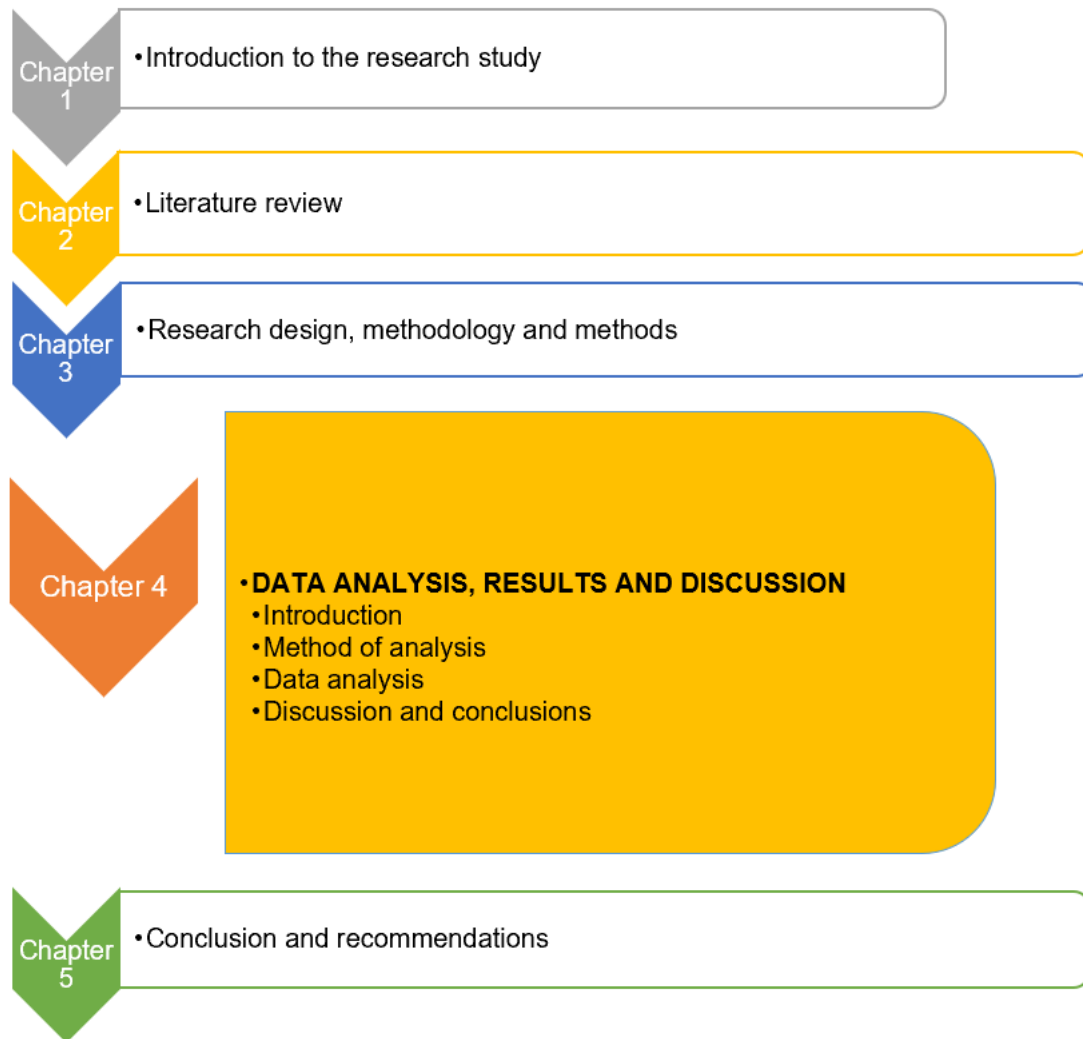 Chapter
1
•Introduction to the research study
Chapter
2
•Literature review
Chapter
3
•Research design, methodology and methods
Chapter 4
•DATA ANALYSIS, RESULTS AND DISCUSSION
•Introduction
•Method of analysis
•Data analysis
•Discussion and conclusions
Chapter
5
•Conclusion and recommendations